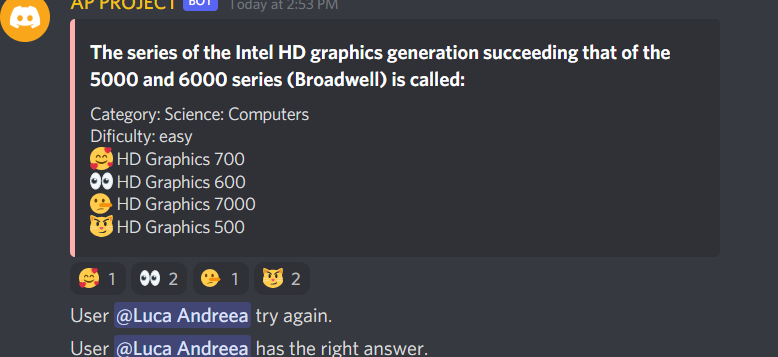 AP PROJECT BOT Today at 2:53 PM
The series of the Intel HD graphics generation succeeding that of the
5000 and 6000 series (Broadwell) is called:
Category: Science: Computers
Dificulty: easy
🥰 HD Graphics 700
👀 HD Graphics 600
🫤 HD Graphics 7000
😼 HD Graphics 500
🥰 1 👀 2 🫤 1 😼 2
User @Luca Andreea try again.
User @Luca Andreea has the right answer.